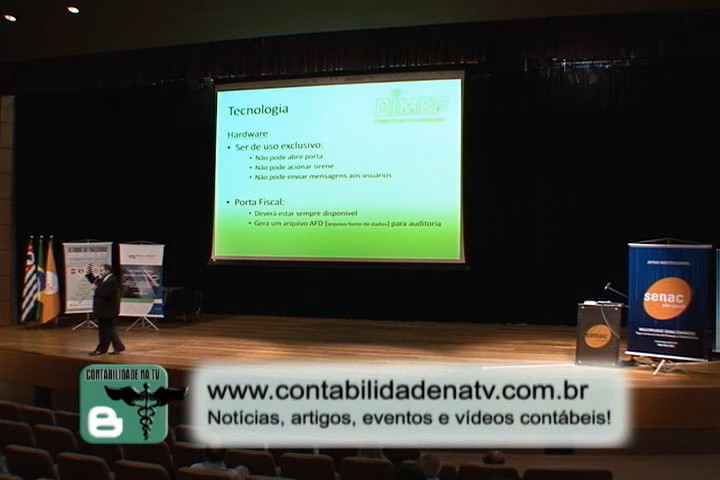 Tecnologia
DIMEP
Hardware
• Ser de uso exclusivo:
• Não pode abrir porta
• Não pode acionar sirene
• Não pode enviar mensagens aos usuários
• Porta Fiscal:
• Deverá estar sempre disponível
• Gera um arquivo AFD (arquivo fonte de dados) para auditoria
senac
senac
CONTABILIDADE NA TV
www.contabilidadenatv.com.br
Notícias, artigos, eventos e vídeos contábeis!